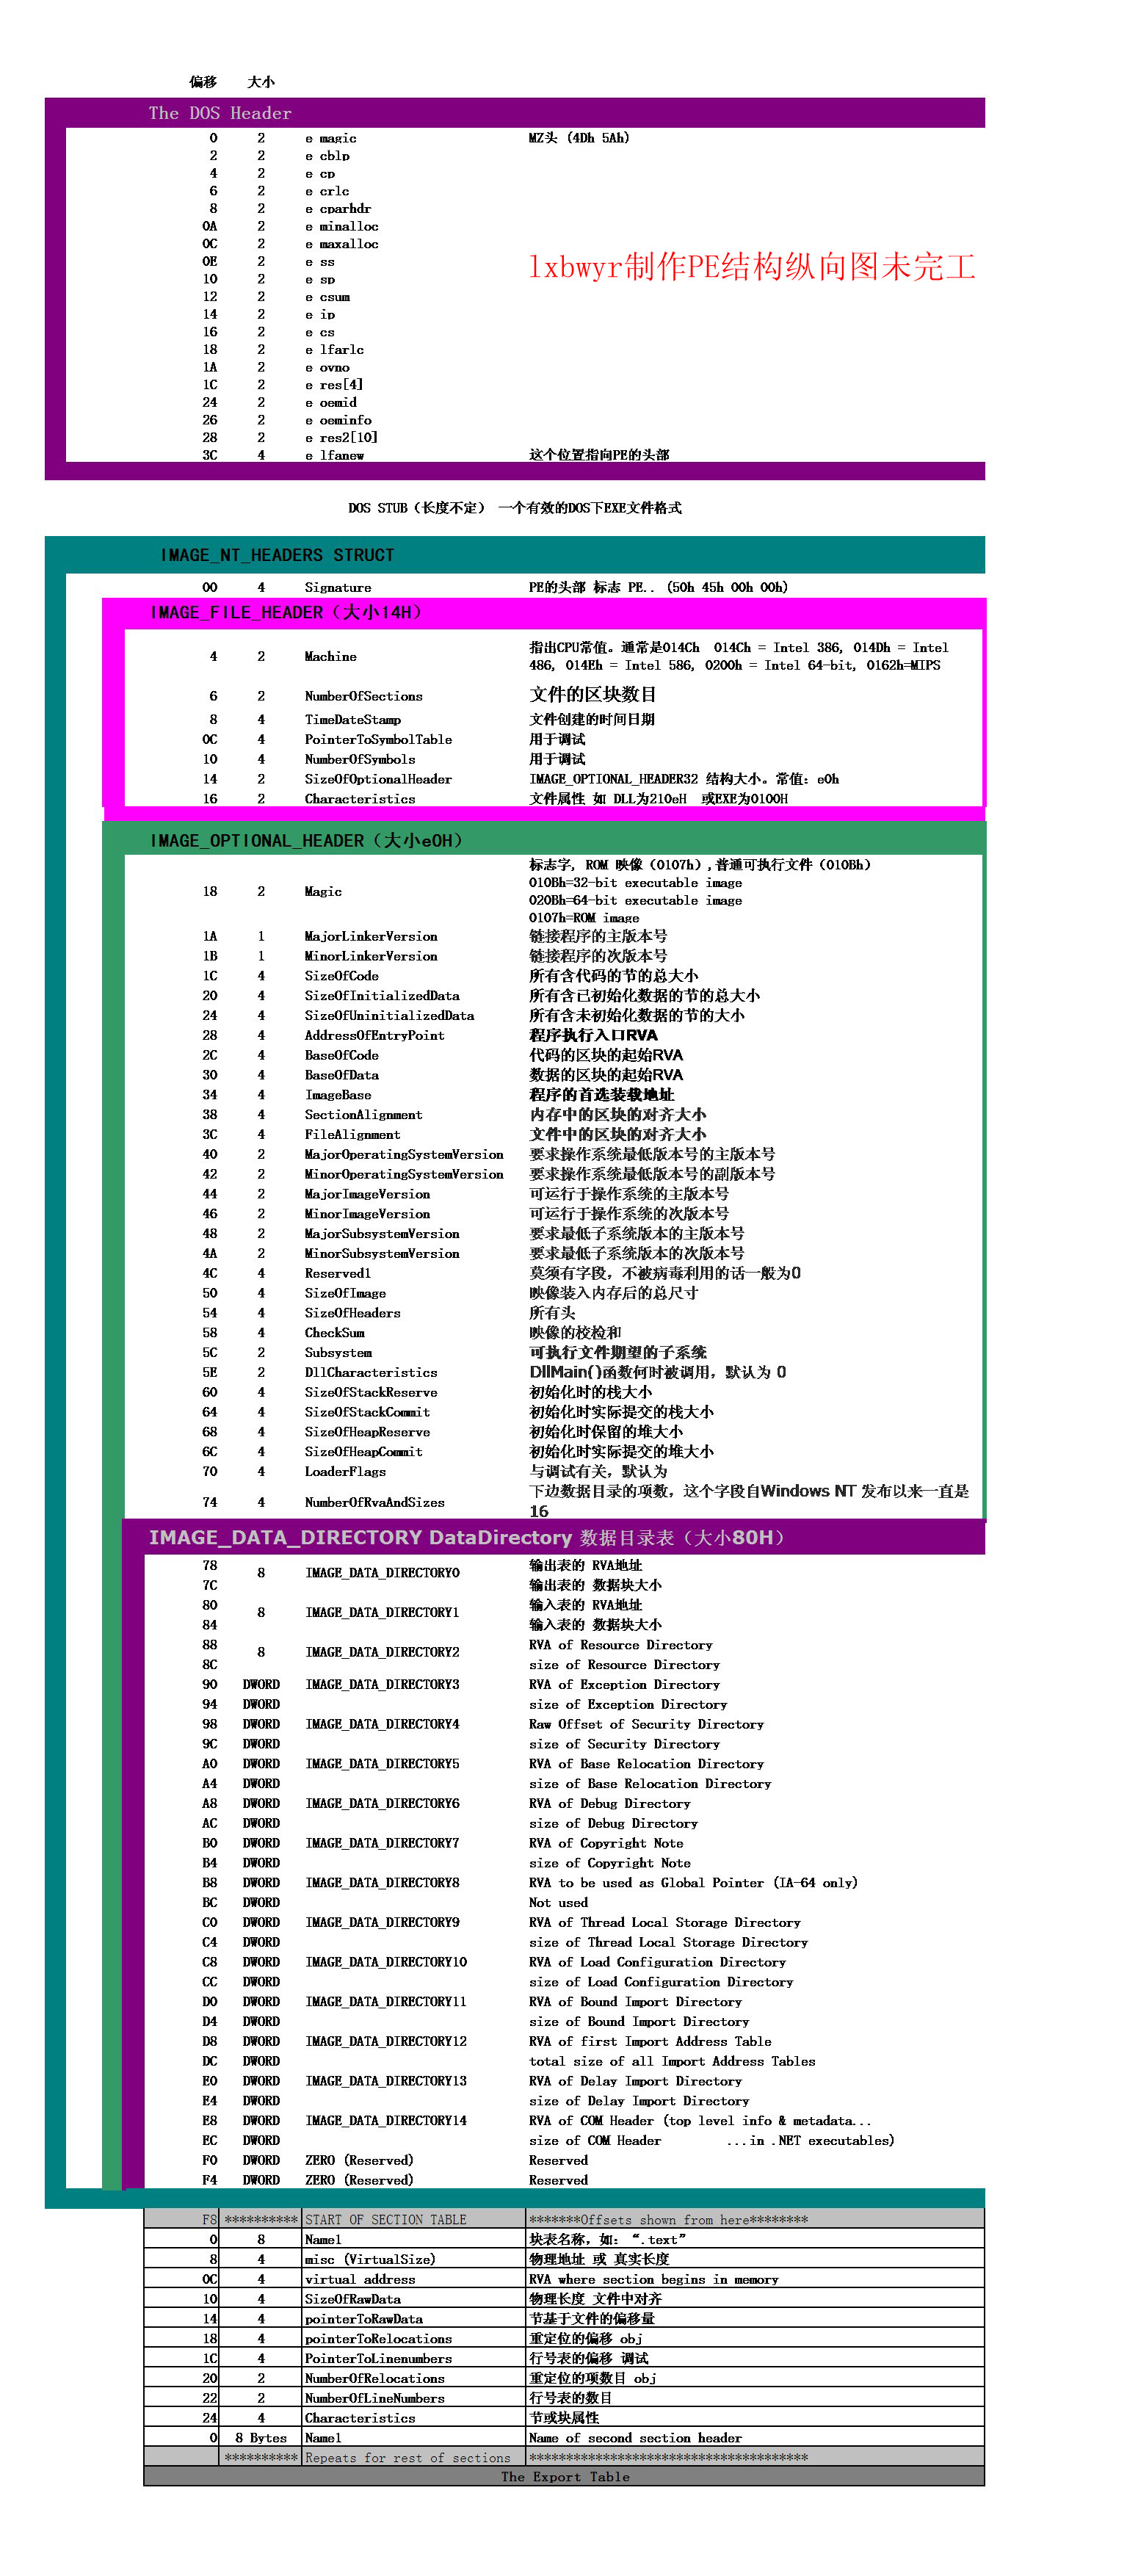 偏移 大小
The DOS Header
0 2 e magic MZ头 (4Dh 5Ah)
2 2 e cblp
4 2 e cp
6 2 e crlc
8 2 e cparhdr
0A 2 e minalloc
0C 2 e maxalloc
0E 2 e ss
lxbwyr制作PE结构纵向图未完工
10 2 e sp
12 2 e csum
14 2 e ip
16 2 e cs
18 2 e lfarlc
1A 2 e ovno
1C 2 e res[4]
24 2 e oemid
26 2 e oeminfo
28 2 e res2[10]
3C 4 e lfanew 这个位置指向PE的头部
DOS STUB（长度不定） 一个有效的DOS下EXE文件格式
IMAGE_NT_HEADERS STRUCT
00 4 Signature PE的头部 标志 PE.. (50h 45h 00h 00h)
IMAGE_FILE_HEADER（大小14H）
4 2 Machine 指出CPU常值。通常是014Ch 014Ch = Intel 386, 014Dh = Intel
486, 014Eh = Intel 586, 0200h = Intel 64-bit, 0162h=MIPS
6 2 NumberOfSections 文件的区块数目
8 4 TimeDateStamp 文件创建的时间日期
0C 4 PointerToSymbolTable 用于调试
10 4 NumberOfSymbols 用于调试
14 2 SizeOfOptionalHeader IMAGE_OPTIONAL_HEADER32 结构大小。常值: e0h
16 2 Characteristics 文件属性 如 DLL为210eH 或EXE为0100H
IMAGE_OPTIONAL_HEADER（大小e0H）
标志字, ROM 映像（0107h）,普通可执行文件（010Bh）
010Bh=32-bit executable image
18 2 Magic
020Bh=64-bit executable image
0107h=ROM image
1A 1 MajorLinkerVersion 链接程序的主版本号
1B 1 MinorLinkerVersion 链接程序的次版本号
1C 4 SizeOfCode 所有含代码的节的总大小
20 4 SizeOfInitializedData 所有含已初始化数据的节的总大小
24 4 SizeOfUninitializedData 所有含未初始化数据的节的大小
28 4 AddressOfEntryPoint 程序执行入口RVA
2C 4 BaseOfCode 代码的区块的起始RVA
30 4 BaseOfData 数据的区块的起始RVA
34 4 ImageBase 程序的首选装载地址
38 4 SectionAlignment 内存中的区块的对齐大小
3C 4 FileAlignment 文件中的区块的对齐大小
40 2 MajorOperatingSystemVersion 要求操作系统最低版本号的主版本号
42 2 MinorOperatingSystemVersion 要求操作系统最低版本号的副版本号
44 2 MajorImageVersion 可运行于操作系统的主版本号
46 2 MinorImageVersion 可运行于操作系统的次版本号
48 2 MajorSubsystemVersion 要求最低子系统版本的主版本号
4A 2 MinorSubsystemVersion 要求最低子系统版本的次版本号
4C 4 Reserved1 莫须有字段，不被病毒利用的话一般为0
50 4 SizeOfImage 映像装入内存后的总尺寸
54 4 SizeOfHeaders 所有头
58 4 CheckSum 映像的校检和
5C 2 Subsystem 可执行文件期望的子系统
5E 2 DllCharacteristics DllMain()函数何时被调用，默认为 0
60 4 SizeOfStackReserve 初始化时的栈大小
64 4 SizeOfStackCommit 初始化时实际提交的栈大小
68 4 SizeOfHeapReserve 初始化时保留的堆大小
6C 4 SizeOfHeapCommit 初始化时实际提交的堆大小
70 4 LoaderFlags 与调试有关，默认为
74 4 NumberOfRvaAndSizes 下边数据目录的项数，这个字段自Windows NT 发布以来一直是
16
IMAGE_DATA_DIRECTORY DataDirectory 数据目录表（大小80H）
78 8 IMAGE_DATA_DIRECTORY0 输出表的 RVA地址
7C 输出表的 数据块大小
80 8 IMAGE_DATA_DIRECTORY1 输入表的 RVA地址
84 输入表的 数据块大小
88 8 IMAGE_DATA_DIRECTORY2 RVA of Resource Directory
8C size of Resource Directory
90 DWORD IMAGE_DATA_DIRECTORY3 RVA of Exception Directory
94 DWORD size of Exception Directory
98 DWORD IMAGE_DATA_DIRECTORY4 Raw Offset of Security Directory
9C DWORD size of Security Directory
A0 DWORD IMAGE_DATA_DIRECTORY5 RVA of Base Relocation Directory
A4 DWORD size of Base Relocation Directory
A8 DWORD IMAGE_DATA_DIRECTORY6 RVA of Debug Directory
AC DWORD size of Debug Directory
B0 DWORD IMAGE_DATA_DIRECTORY7 RVA of Copyright Note
B4 DWORD size of Copyright Note
B8 DWORD IMAGE_DATA_DIRECTORY8 RVA to be used as Global Pointer (IA-64 only)
BC DWORD Not used
C0 DWORD IMAGE_DATA_DIRECTORY9 RVA of Thread Local Storage Directory
C4 DWORD size of Thread Local Storage Directory
C8 DWORD IMAGE_DATA_DIRECTORY10 RVA of Load Configuration Directory
CC DWORD size of Load Configuration Directory
D0 DWORD IMAGE_DATA_DIRECTORY11 RVA of Bound Import Directory
D4 DWORD size of Bound Import Directory
D8 DWORD IMAGE_DATA_DIRECTORY12 RVA of first Import Address Table
DC DWORD total size of all Import Address Tables
E0 DWORD IMAGE_DATA_DIRECTORY13 RVA of Delay Import Directory
E4 DWORD size of Delay Import Directory
E8 DWORD IMAGE_DATA_DIRECTORY14 RVA of COM Header (top level info & metadata...
EC DWORD size of COM Header ...in .NET executables)
F0 DWORD ZERO (Reserved) Reserved
F4 DWORD ZERO (Reserved) Reserved
F8 ********** START OF SECTION TABLE *******Offsets shown from here********
0 8 Name1 块表名称，如: “.text”
8 4 misc (VirtualSize) 物理地址 或 真实长度
0C 4 virtual address RVA where section begins in memory
10 4 SizeOfRawData 物理长度 文件中对齐
14 4 pointerToRawData 节基于文件的偏移量
18 4 pointerToRelocations 重定位的偏移 obj
1C 4 PointerToLinenumbers 行号表的偏移 调试
20 2 NumberOfRelocations 重定位的项数目 obj
22 2 NumberOfLineNumbers 行号表的数目
24 4 Characteristics 节或块属性
0 8 Bytes Name1 Name of second section header
********** Repeats for rest of sections **************************************
The Export Table